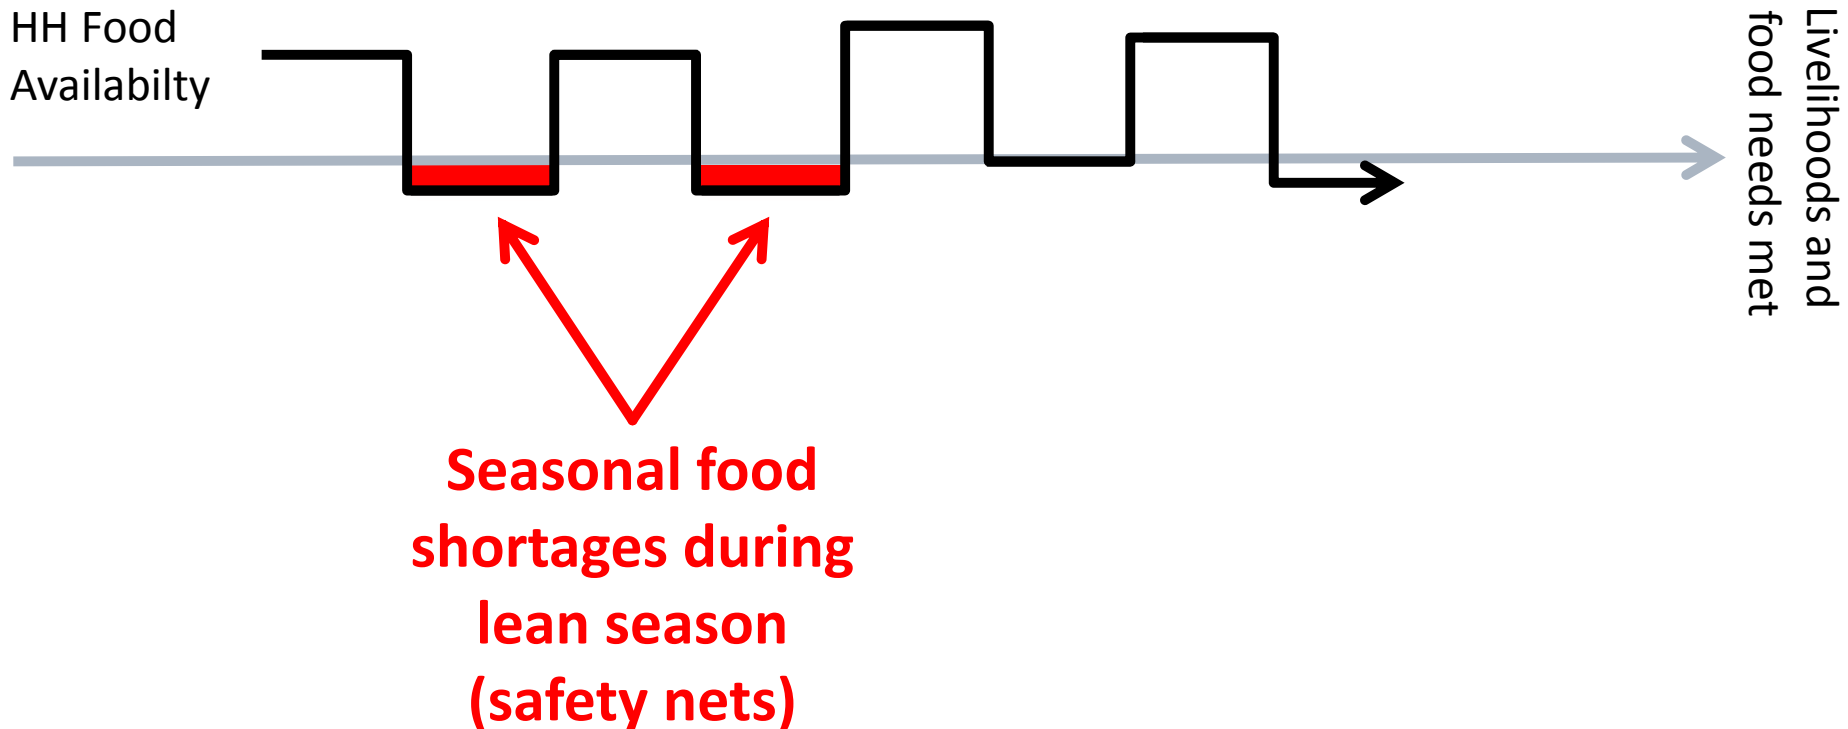 HH Food
Availabilty
Livelihoods and
food needs met
Seasonal food
shortages during
lean season
(safety nets)